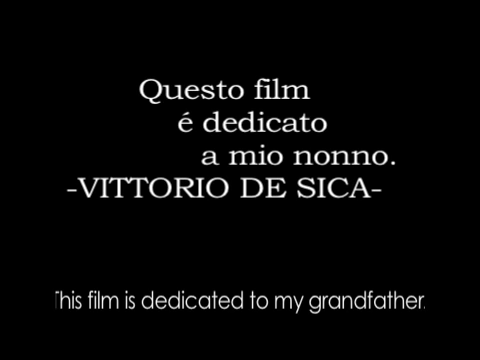 Questo film
é dedicato
a mio nonno.
-VITTORIO DE SICA-
This film is dedicated to my grandfather.